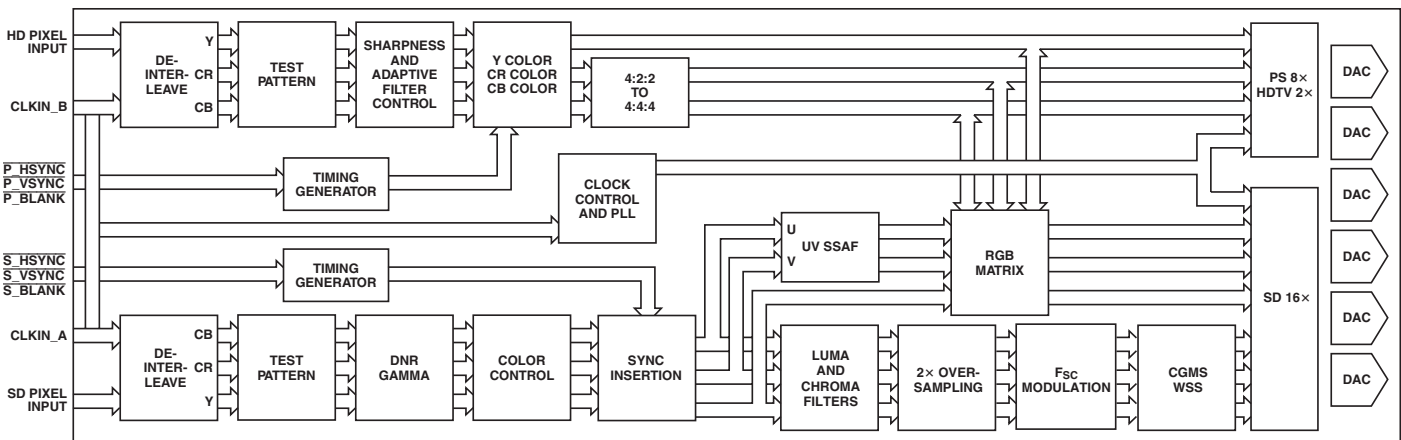 HD PIXEL
INPUT
CLKIN_B
P_HSYNC
P_VSYNC
P_BLANK
S_HSYNC
S_VSYNC
S_BLANK
CLKIN_A
SD PIXEL
INPUT
DE-
INTER-
LEAVE
Y
CR
CB
TEST
PATTERN
SHARPNESS
AND
ADAPTIVE
FILTER
CONTROL
Y COLOR
CR COLOR
CB COLOR
4:2:2
TO
4:4:4
PS 8×
HDTV 2×
DAC
DAC
DAC
DAC
DAC
DAC
TIMING
GENERATOR
CLOCK
CONTROL
AND PLL
TIMING
GENERATOR
U
V
UV SSAF
RGB
MATRIX
SD 16×
DE-
INTER-
LEAVE
CB
CR
Y
TEST
PATTERN
DNR
GAMMA
COLOR
CONTROL
SYNC
INSERTION
LUMA
AND
CHROMA
FILTERS
2× OVER-
SAMPLING
FSC
MODULATION
CGMS
WSS